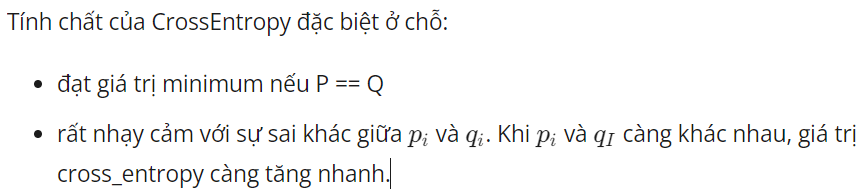 Tính chất của CrossEntropy đặc biệt ở chỗ:
• đạt giá trị minimum nếu P == Q
• rất nhạy cảm với sự sai khác giữa $p_i$ và $q_i$. Khi $p_i$ và $q_I$ càng khác nhau, giá trị
cross_entropy càng tăng nhanh.